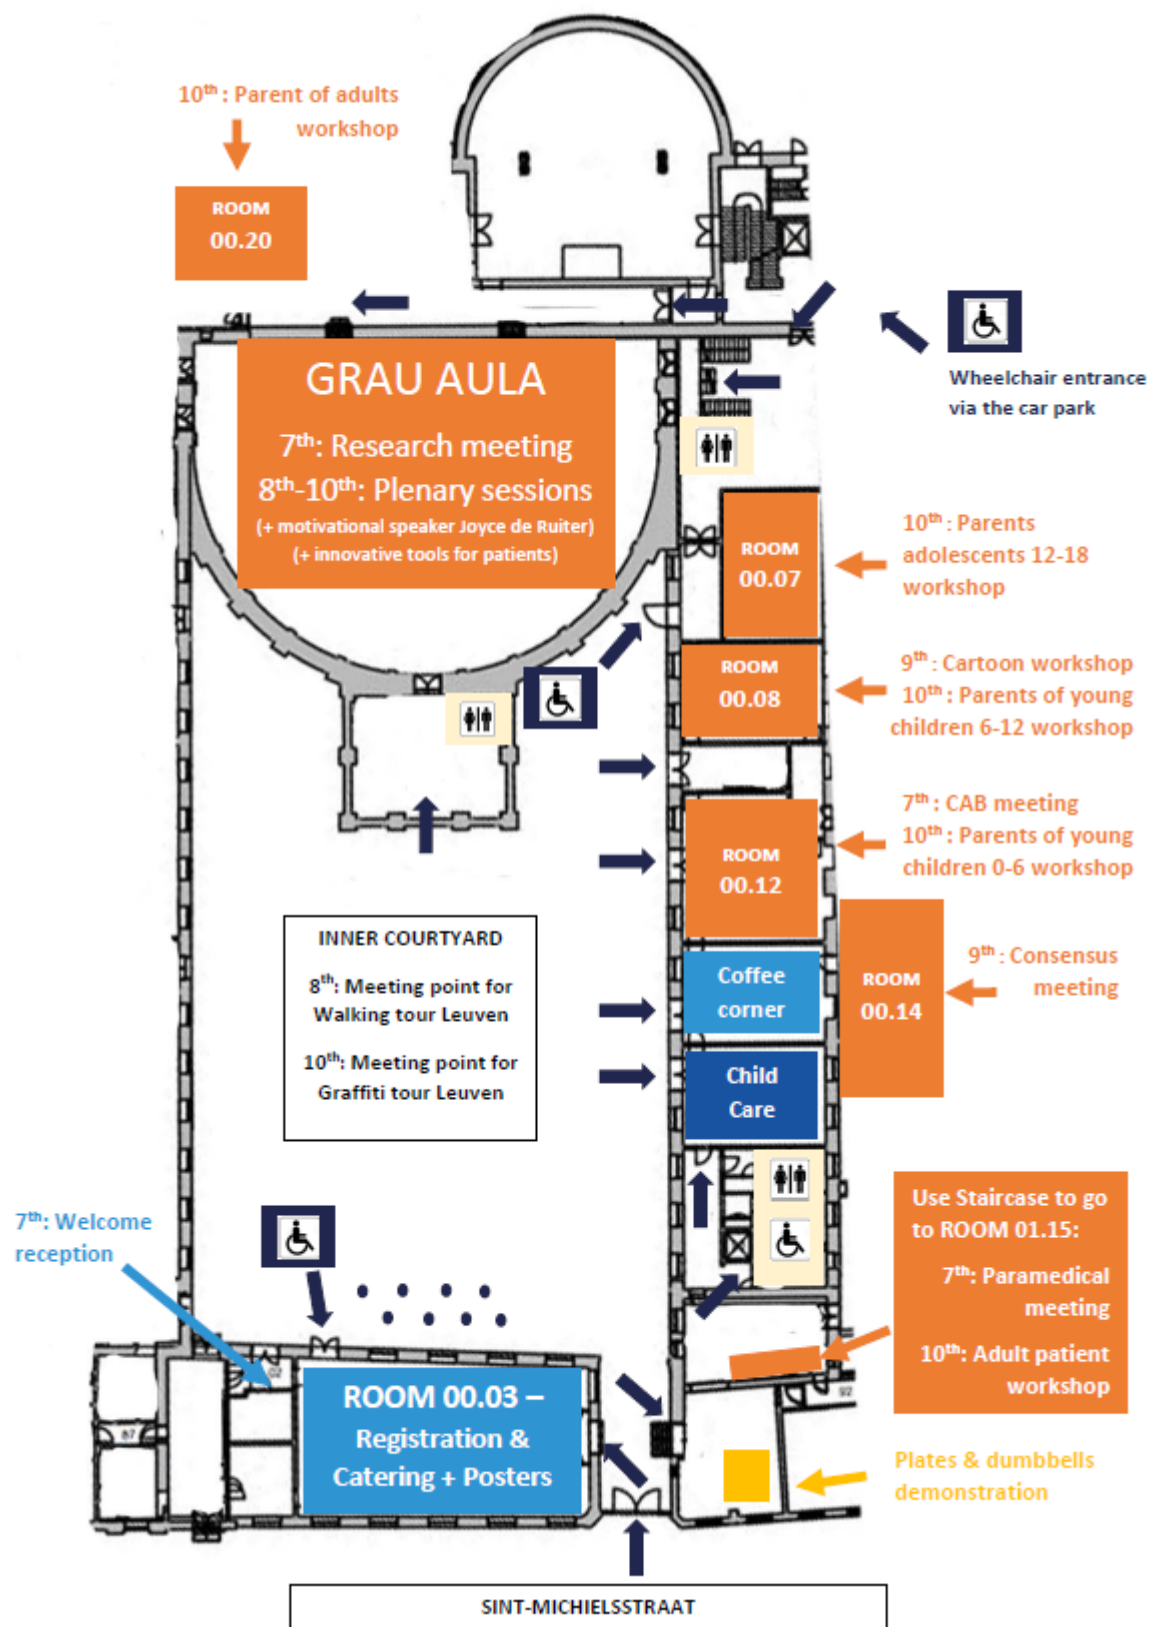 10th : Parent of adults
workshop
ROOM
00.20
GRAU AULA
7th: Research meeting
8th-10th: Plenary sessions
(+ motivational speaker Joyce de Ruiter)
(+ innovative tools for patients)
Wheelchair entrance
via the car park
ROOM
00.07
10th : Parents
adolescents 12-18
workshop
ROOM
00.08
9th : Cartoon workshop
10th : Parents of young
children 6-12 workshop
ROOM
00.12
7th : CAB meeting
10th : Parents of young
children 0-6 workshop
INNER COURTYARD
8th: Meeting point for
Walking tour Leuven
10th: Meeting point for
Graffiti tour Leuven
Coffee
corner
ROOM
00.14
9th : Consensus
meeting
Child
Care
7th: Welcome
reception
Use Staircase to go
to ROOM 01.15:
7th: Paramedical
meeting
10th: Adult patient
workshop
02
87
92
ROOM 00.03 –
Registration &
Catering + Posters
Plates & dumbbells
demonstration
SINT-MICHIELSSTRAAT